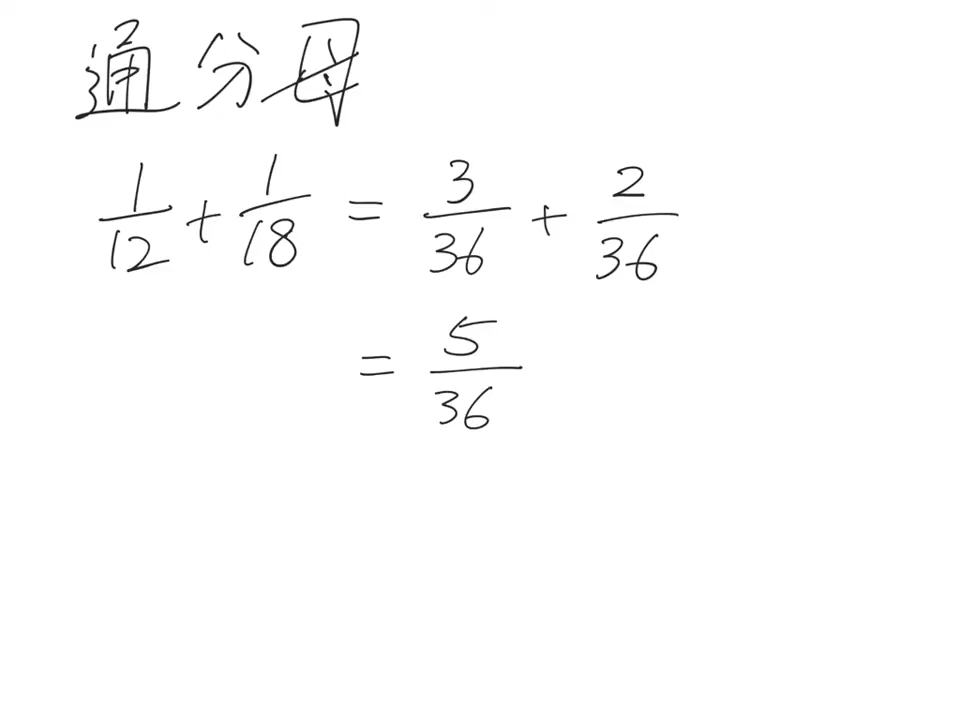 通分母
1/12 + 1/18 = 3/36 + 2/36
= 5/36